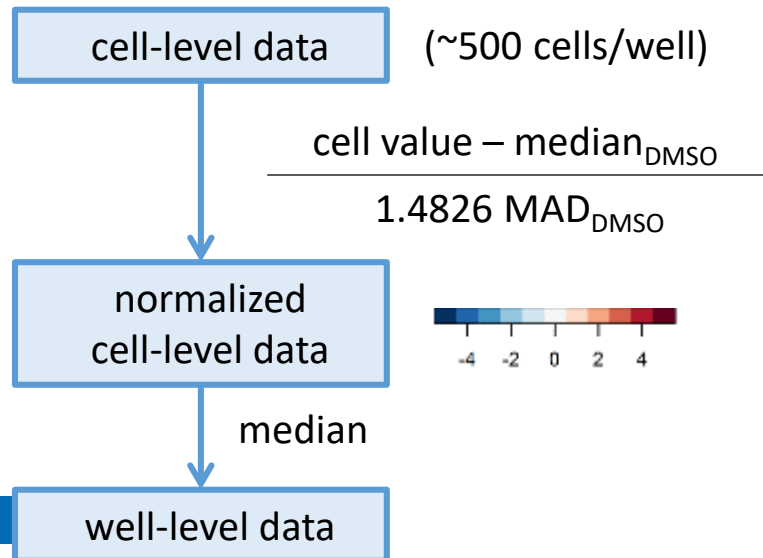 cell-level data (~500 cells/well)
cell value – median_DMSO
1.4826 MAD_DMSO
normalized
cell-level data
-4 -2 0 2 4
median
well-level data